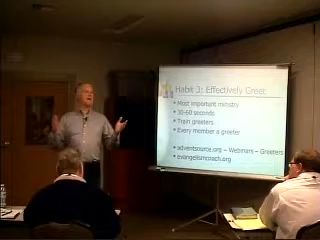 Habit 3: Effectively Greet
Most important ministry
30-60 seconds
Train greeters
Every member a greeter
adventsource.org – Webinars – Greeters
evangelismcoach.org